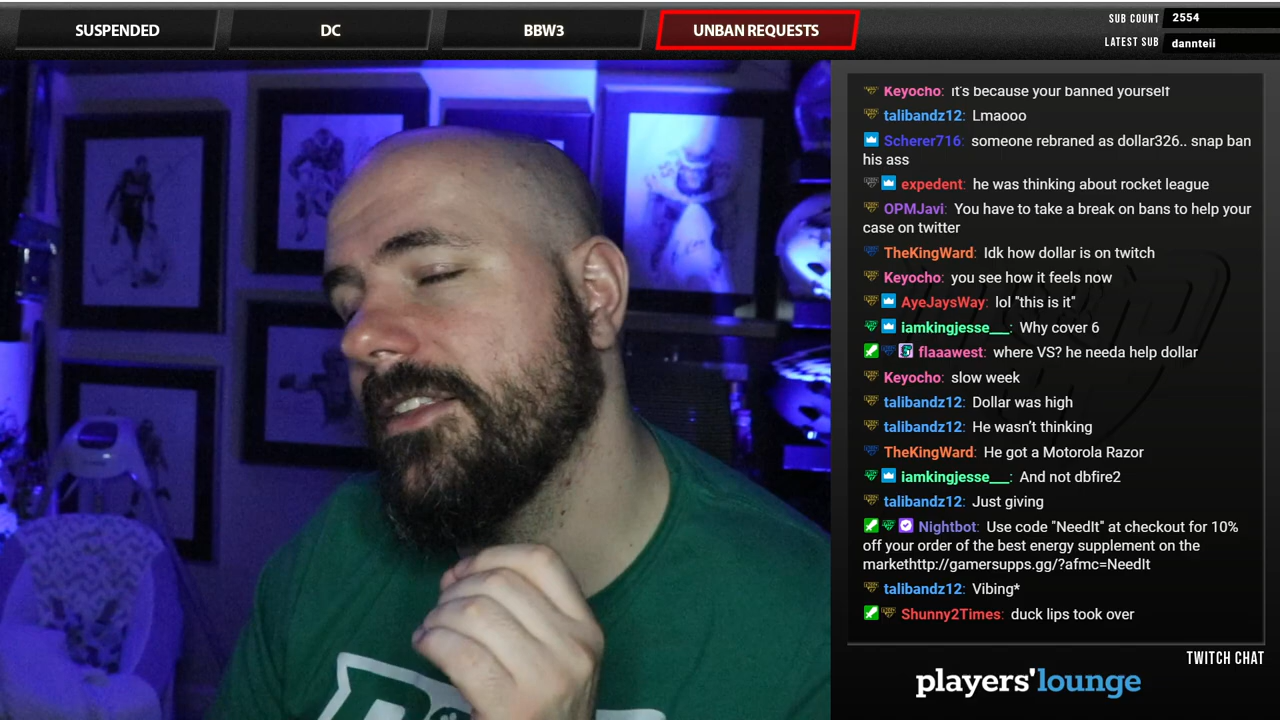 SUSPENDED
DC
BBW3
UNBAN REQUESTS
SUB COUNT 2554
LATEST SUB dannteii
Keyocho: it's because your banned yourself
talibandz12: Lmaooo
Scherer716: someone rebraned as dollar326.. snap ban
his ass
expedent: he was thinking about rocket league
OPMJavi: You have to take a break on bans to help your
case on twitter
TheKingWard: Idk how dollar is on twitch
Keyocho: you see how it feels now
AyeJaysWay: lol "this is it"
iamkingjesse__: Why cover 6
flaaawest: where VS? he needa help dollar
Keyocho: slow week
talibandz12: Dollar was high
talibandz12: He wasn't thinking
TheKingWard: He got a Motorola Razor
iamkingjesse__: And not dbfire2
talibandz12: Just giving
Nightbot: Use code "NeedIt" at checkout for 10%
off your order of the best energy supplement on the
markethttp://gamersupps.gg/?afmc=NeedIt
talibandz12: Vibing*
Shunny2Times: duck lips took over
TWITCH CHAT
players'lounge